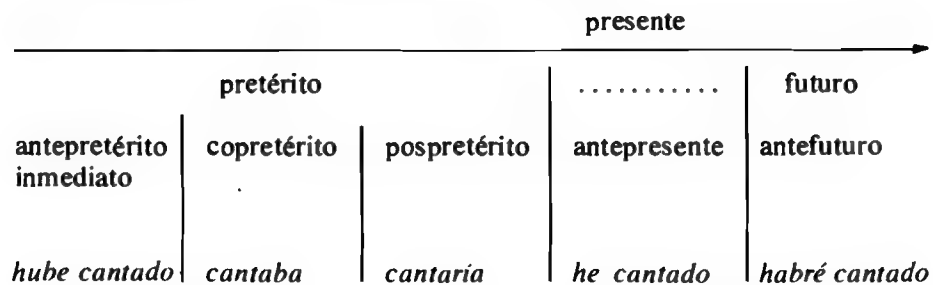 presente
pretérito ........... futuro
antepretérito copretérito pospretérito antepresente antefuturo
inmediato
hube cantado cantaba cantaría he cantado habré cantado